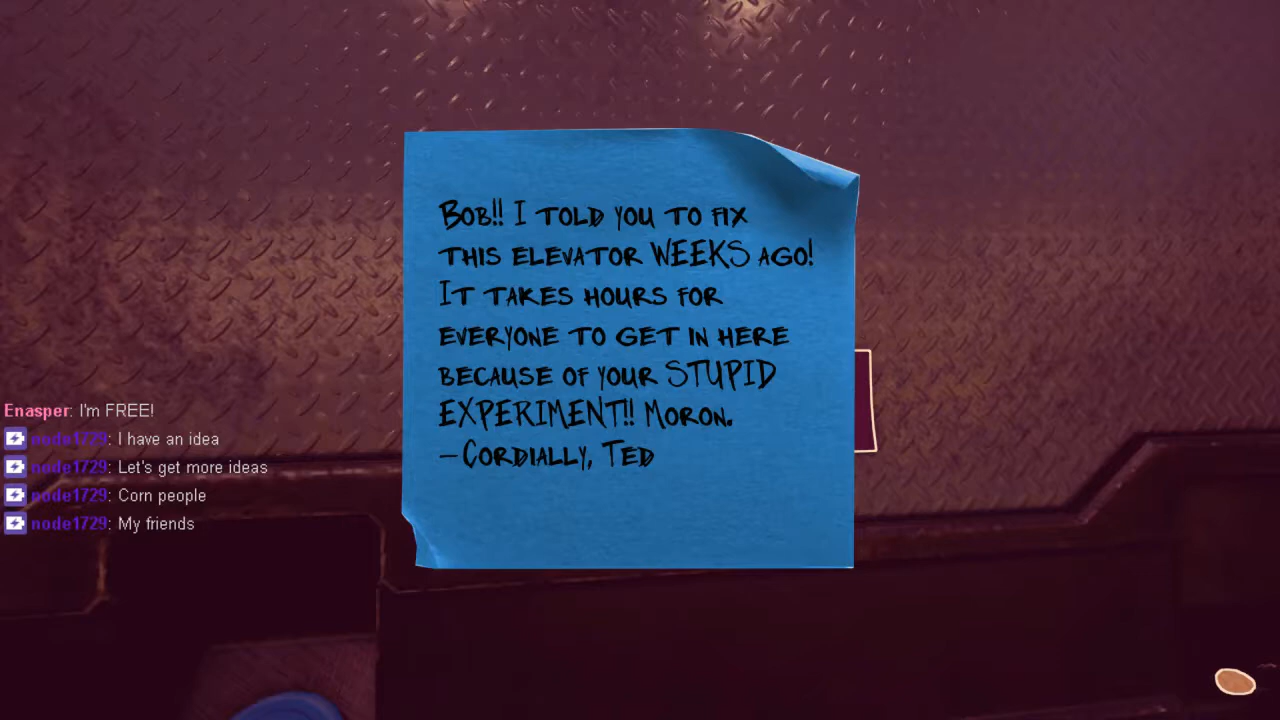 Bob!! I told you to fix
this elevator WEEKS ago!
It takes hours for
everyone to get in here
because of your STUPID
EXPERIMENT!! Moron.
–Cordially, Ted
Enasper: I'm FREE!
node1729: I have an idea
node1729: Let's get more ideas
node1729: Corn people
node1729: My friends